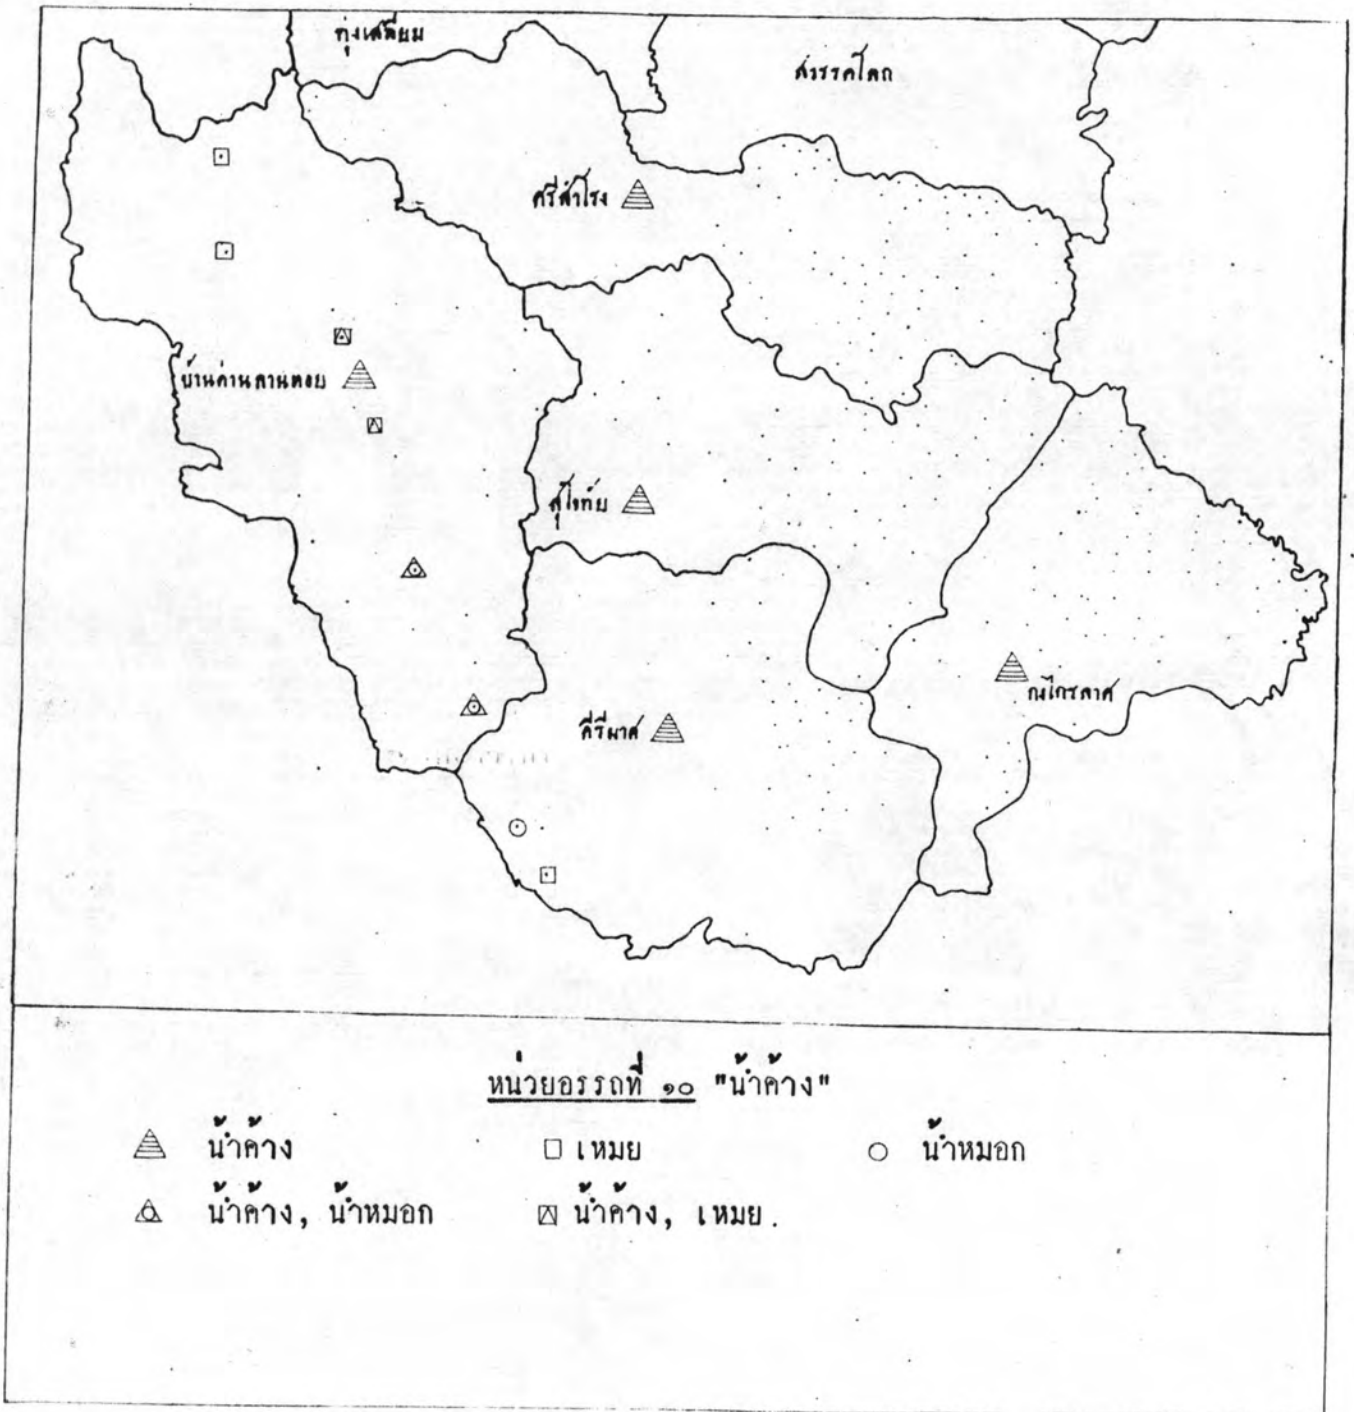 ทุ่งเสลี่ยม
สวรรคโลก
ศรีสำโรง
บ้านด่านลานหอย
สุโขทัย
กงไกรลาศ
คีรีมาศ
หน่วยอรรถที่ ๑๐ "น้ำค้าง"
น้ำค้าง เหมย น้ำหมอก
น้ำค้าง, น้ำหมอก น้ำค้าง, เหมย.